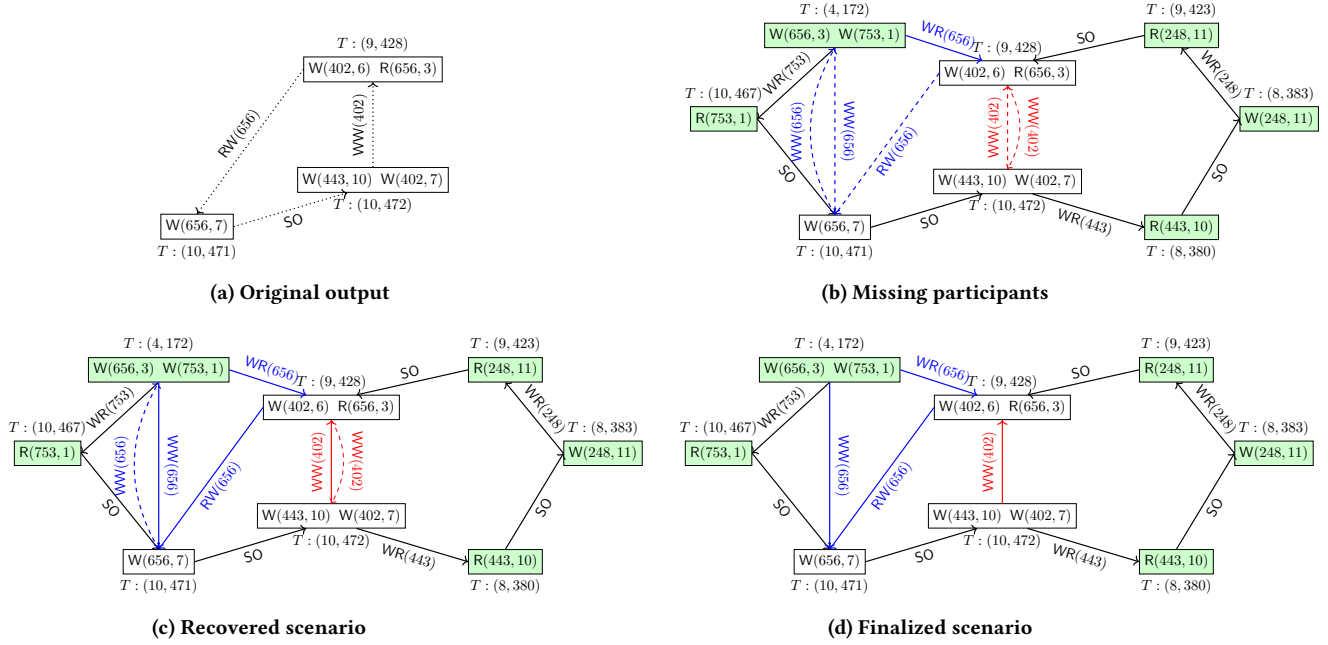 T : (9, 428)
W(402, 6) R(656, 3)
RW(656)
WW(402)
W(443, 10) W(402, 7)
T : (10, 472)
SO
W(656, 7)
T : (10, 471)
(a) Original output
T : (4, 172)
W(656, 3) W(753, 1)
WR(656)
T : (9, 428)
W(402, 6) R(656, 3)
SO
T : (9, 423)
R(248, 11)
WR(753)
WR(248)
T : (10, 467)
R(753, 1)
T : (8, 383)
W(248, 11)
WW(656)
WW(656)
RW(656)
WW(402)
WW(402)
SO
SO
W(443, 10) W(402, 7)
T : (10, 472)
SO
WR(443)
W(656, 7)
T : (10, 471)
R(443, 10)
T : (8, 380)
(b) Missing participants
T : (4, 172)
W(656, 3) W(753, 1)
WR(656)
T : (9, 428)
W(402, 6) R(656, 3)
SO
T : (9, 423)
R(248, 11)
WR(753)
WR(248)
T : (10, 467)
R(753, 1)
T : (8, 383)
W(248, 11)
WW(656)
WW(656)
RW(656)
WW(402)
WW(402)
SO
SO
W(443, 10) W(402, 7)
T : (10, 472)
SO
WR(443)
W(656, 7)
T : (10, 471)
R(443, 10)
T : (8, 380)
(c) Recovered scenario
T : (4, 172)
W(656, 3) W(753, 1)
WR(656)
T : (9, 428)
W(402, 6) R(656, 3)
SO
T : (9, 423)
R(248, 11)
WR(753)
WR(248)
T : (10, 467)
R(753, 1)
T : (8, 383)
W(248, 11)
WW(656)
RW(656)
WW(402)
SO
SO
W(443, 10) W(402, 7)
T : (10, 472)
SO
WR(443)
W(656, 7)
T : (10, 471)
R(443, 10)
T : (8, 380)
(d) Finalized scenario